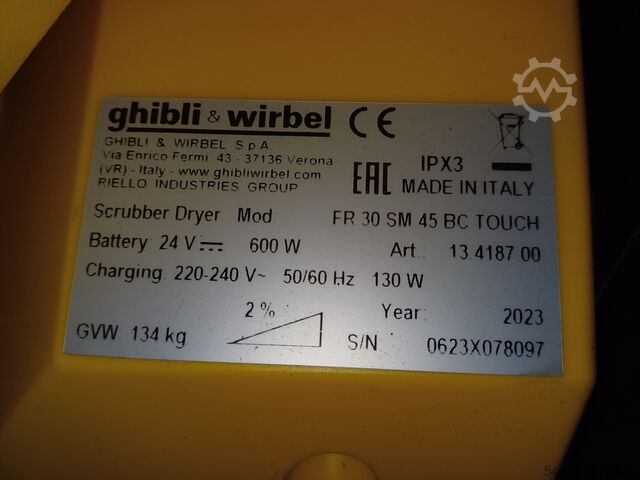 ghibli & wirbel CE
GHIBLI & WIRBEL S.p.A.
Via Enrico Fermi, 43 - 37136 Verona
(VR) - Italy - www.ghibliwirbel.com
RIELLO INDUSTRIES GROUP
EAC
IPX3
MADE IN ITALY
Scrubber Dryer Mod FR 30 SM 45 BC TOUCH
Battery 24 V 600 W Art. 13.4187.00
Charging 220-240 V~ 50/60 Hz 130 W
2 % Year: 2023
GVW 134 kg S/N 0623X078097